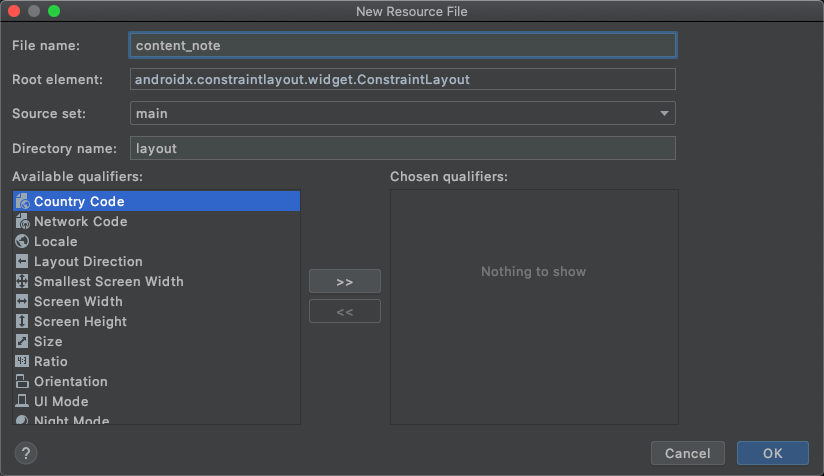 New Resource File
File name:
content_note
Root element:
androidx.constraintlayout.widget.ConstraintLayout
Source set:
main
Directory name:
layout
Available qualifiers:
Chosen qualifiers:
Country Code
Network Code
Locale
Layout Direction
Smallest Screen Width
Screen Width
Screen Height
Size
Ratio
Orientation
UI Mode
Night Mode
>>
<<
Nothing to show
?
Cancel
OK